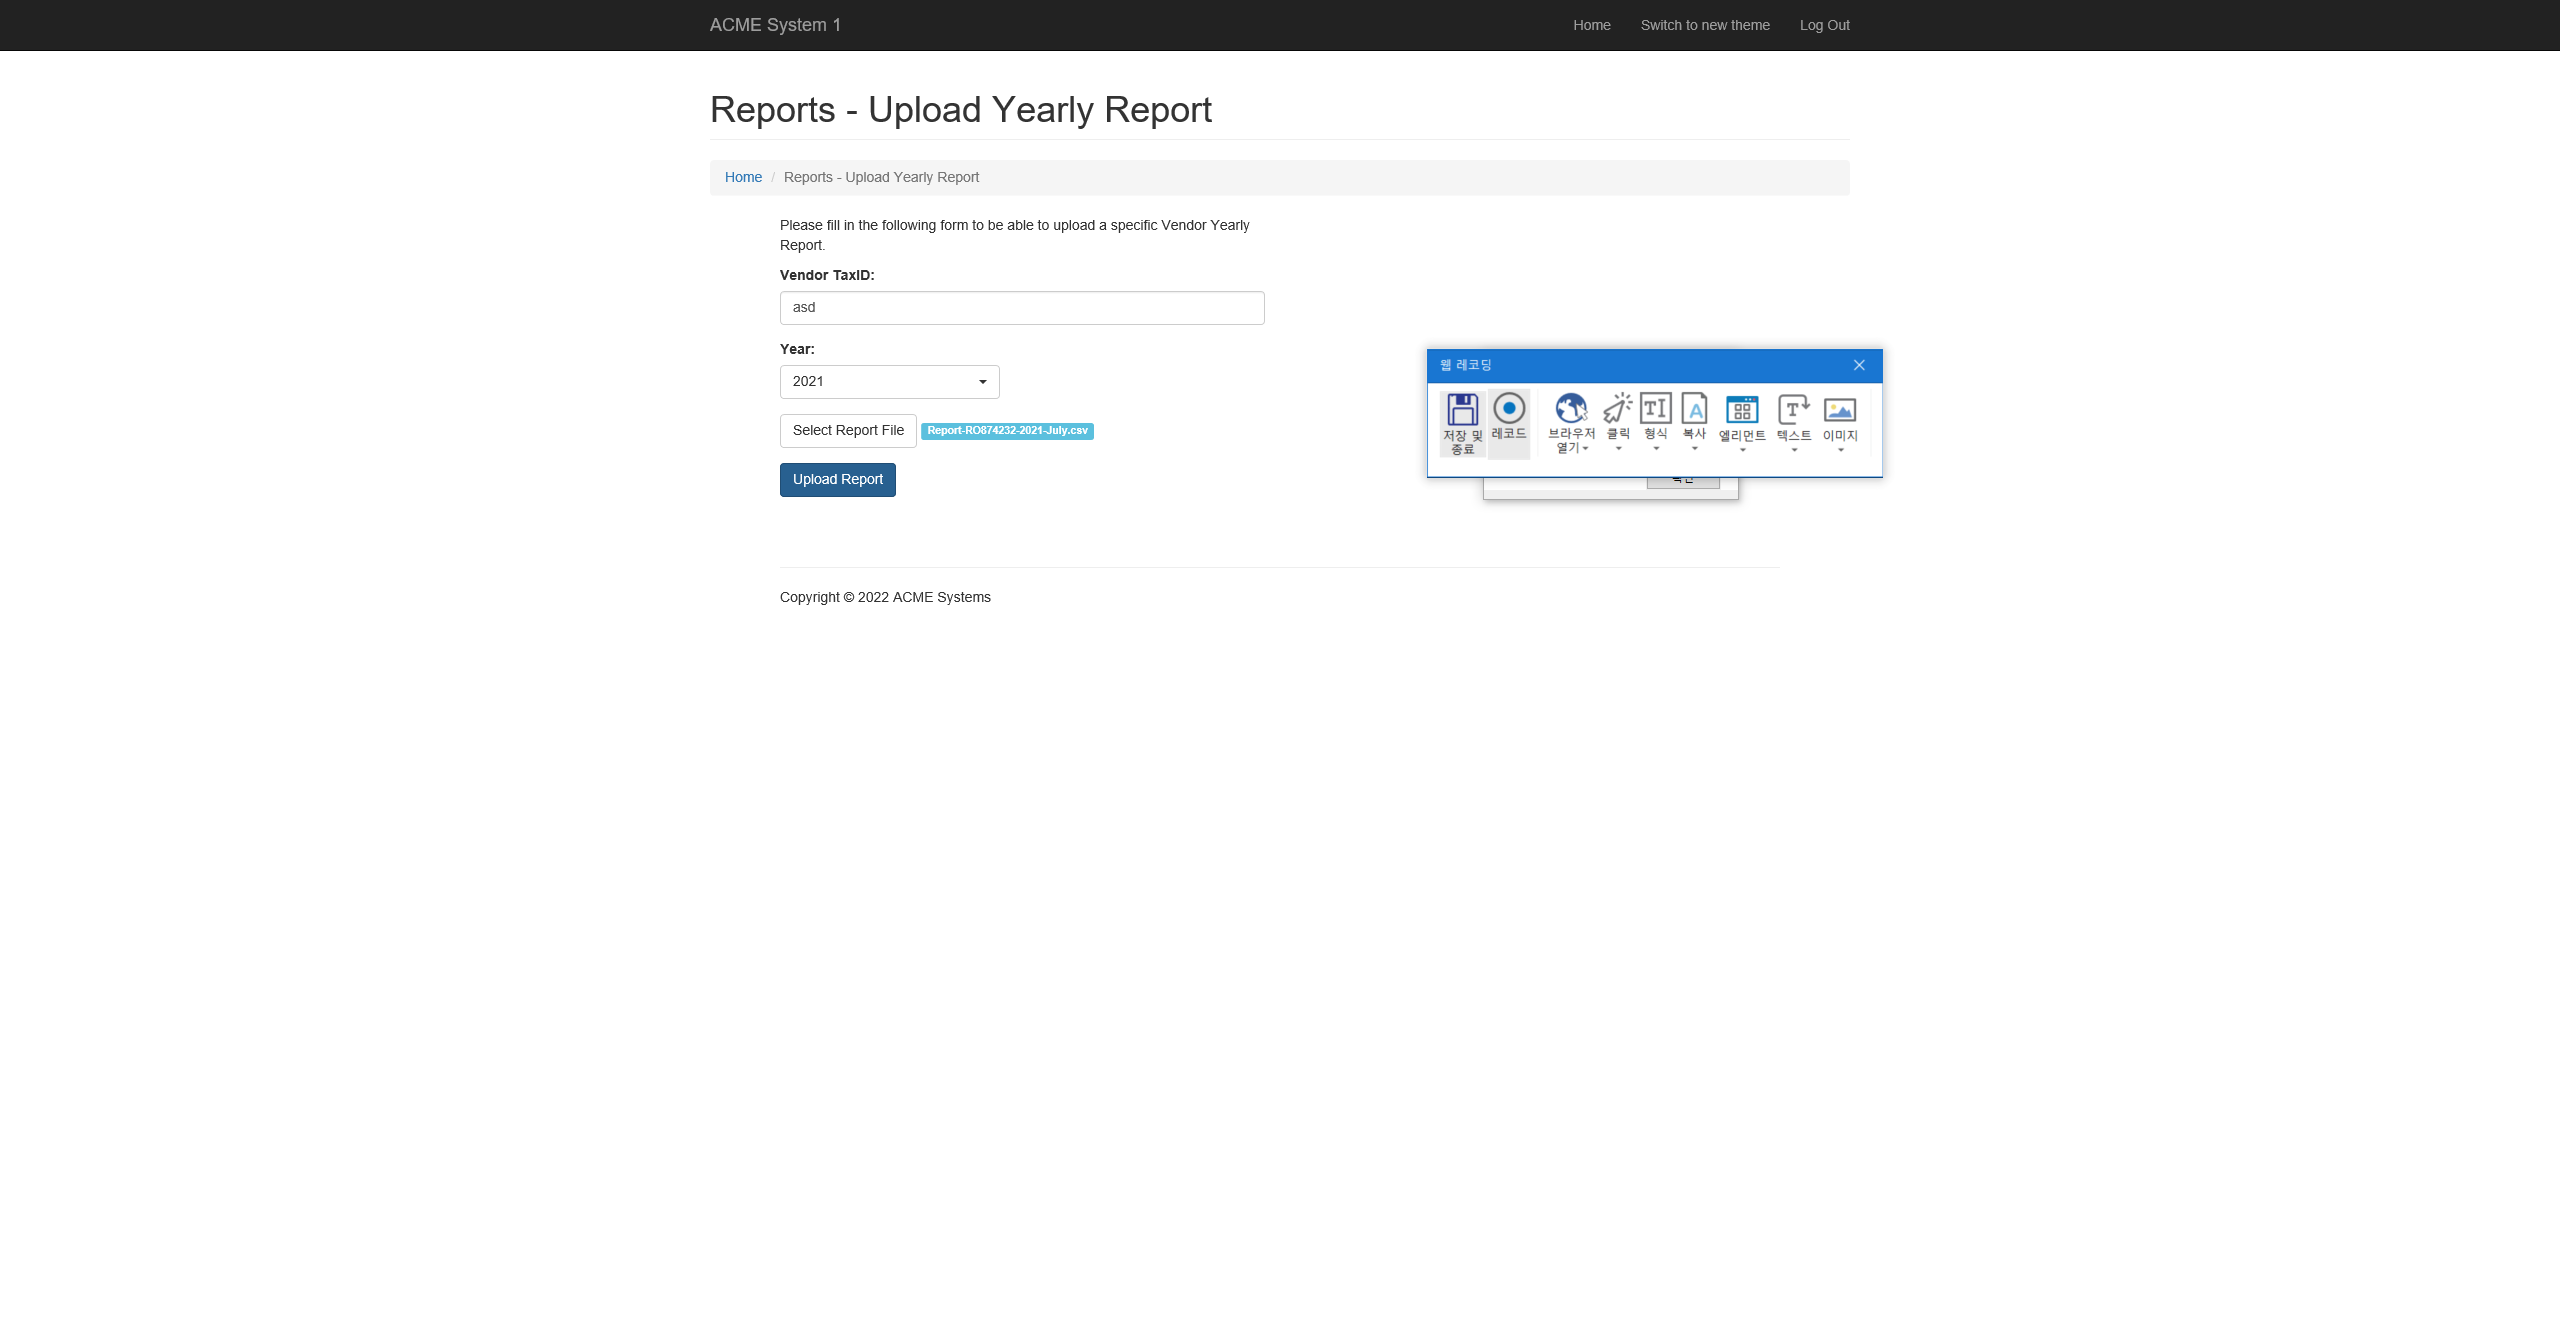 ACME System 1
Home
Switch to new theme
Log Out
Reports - Upload Yearly Report
Home / Reports - Upload Yearly Report
Please fill in the following form to be able to upload a specific Vendor Yearly
Report.
Vendor TaxID:
asd
Year:
2021
Select Report File
Report-RO874232-2021-July.csv
Upload Report
웹 레코딩
저장 및
종료
레코드
브라우저
열기
클릭
형식
복사
엘리먼트
텍스트
이미지
Copyright © 2022 ACME Systems